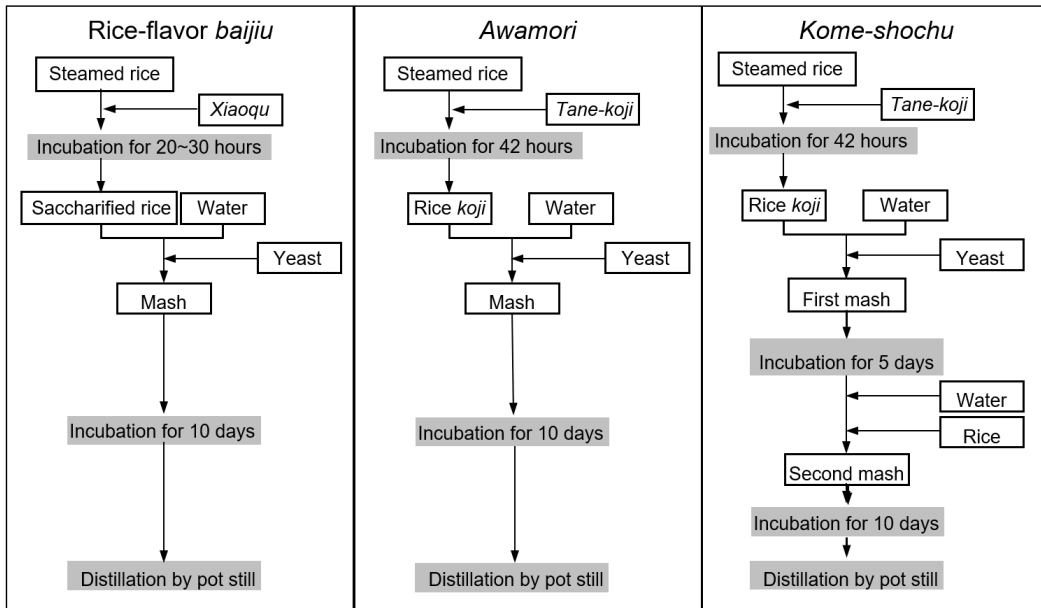 Rice-flavor baijiu
Steamed rice
Xiaoqu
Incubation for 20~30 hours
Saccharified rice
Water
Yeast
Mash
Incubation for 10 days
Distillation by pot still
Awamori
Steamed rice
Tane-koji
Incubation for 42 hours
Rice koji
Water
Yeast
Mash
Incubation for 10 days
Distillation by pot still
Kome-shochu
Steamed rice
Tane-koji
Incubation for 42 hours
Rice koji
Water
Yeast
First mash
Incubation for 5 days
Water
Rice
Second mash
Incubation for 10 days
Distillation by pot still